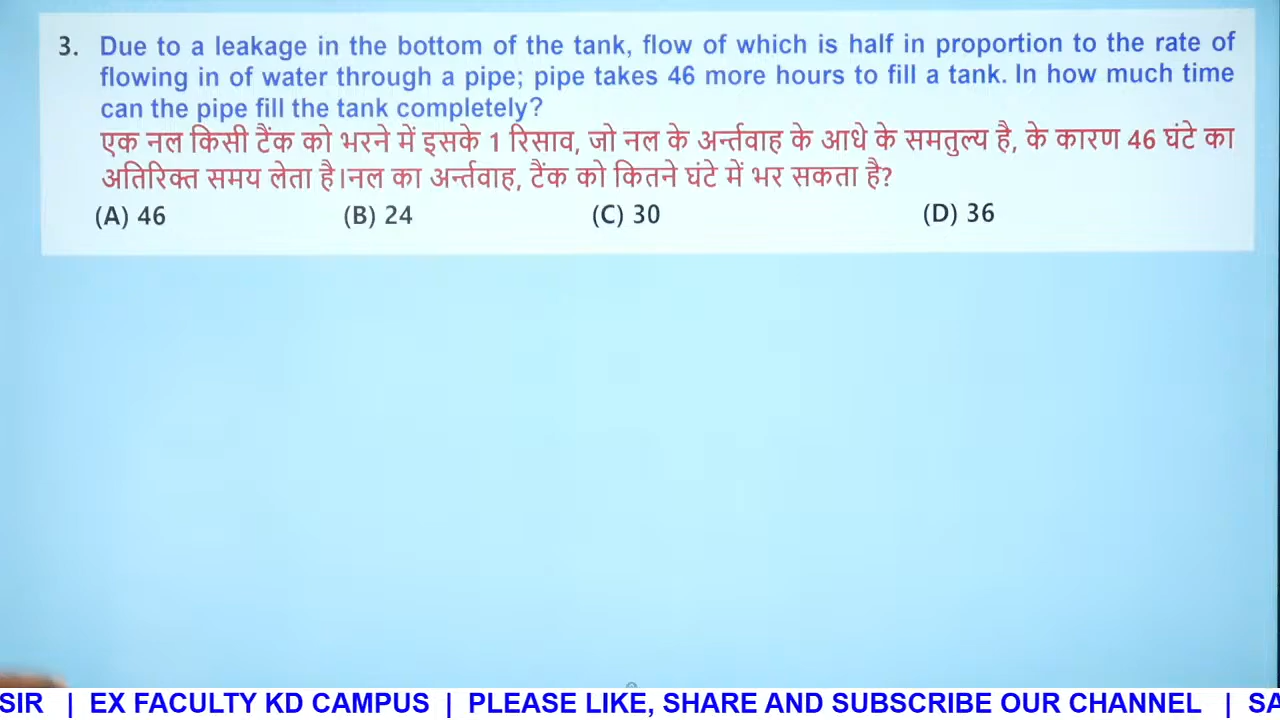 3. Due to a leakage in the bottom of the tank, flow of which is half in proportion to the rate of
flowing in of water through a pipe; pipe takes 46 more hours to fill a tank. In how much time
can the pipe fill the tank completely?
एक नल किसी टैंक को भरने में इसके 1 रिसाव, जो नल के अर्न्तवाह के आधे के समतुल्य है, के कारण 46 घंटे का
अतिरिक्त समय लेता है।नल का अर्न्तवाह, टैंक को कितने घंटे में भर सकता है?
(A) 46 (B) 24 (C) 30 (D) 36
SIR | EX FACULTY KD CAMPUS | PLEASE LIKE, SHARE AND SUBSCRIBE OUR CHANNEL | SA